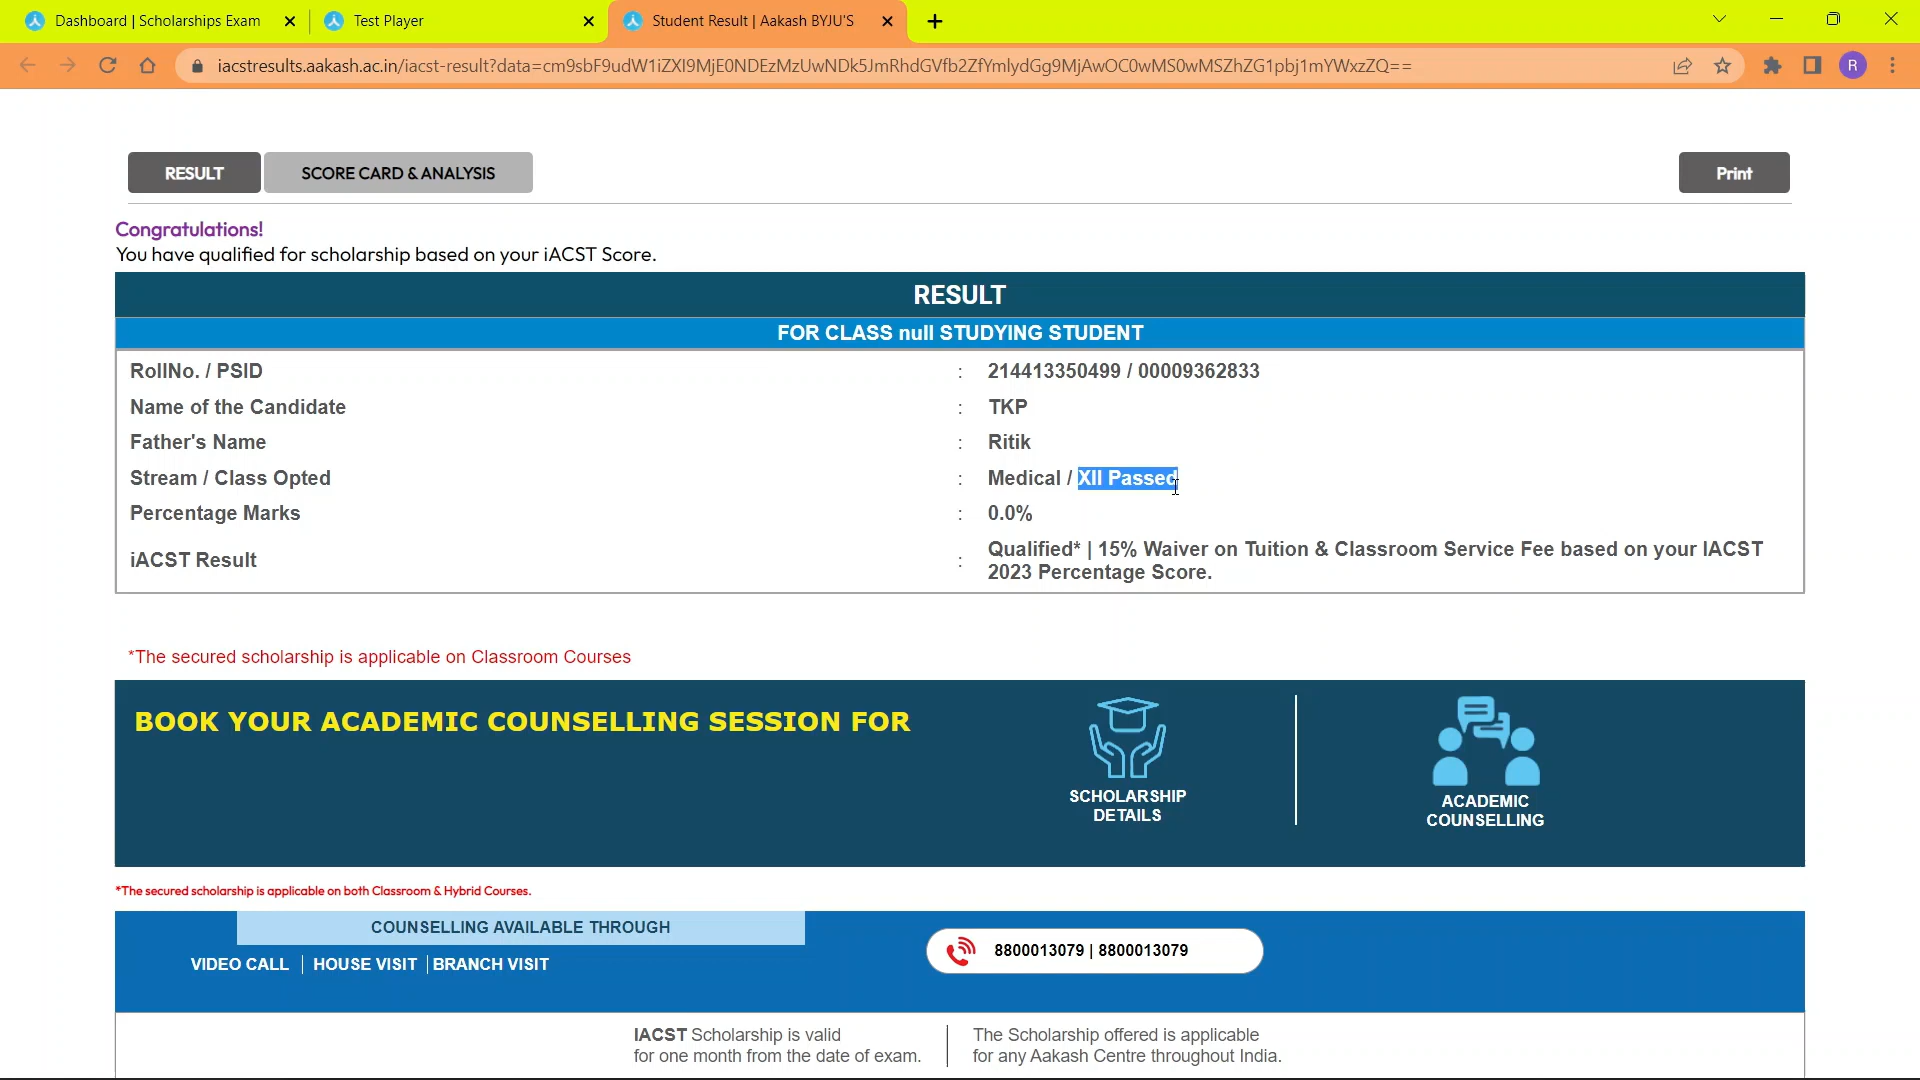 Dashboard | Scholarships Exam
Test Player
Student Result | Aakash BYJU'S
iacstresults.aakash.ac.in/iacst-result?data=cm9sbF9udW1iZXI9MjE0NDEzMzUwNDk5JmRhdGVfb2ZfYmlydGg9MjAwOC0wMS0wMSZhZG1pbj1mYWxzZQ==
R
RESULT
SCORE CARD & ANALYSIS
Print
Congratulations!
You have qualified for scholarship based on your iACST Score.
RESULT
FOR CLASS null STUDYING STUDENT
RollNo. / PSID : 214413350499 / 00009362833
Name of the Candidate : TKP
Father's Name : Ritik
Stream / Class Opted : Medical / XII Passed
Percentage Marks : 0.0%
iACST Result : Qualified* | 15% Waiver on Tuition & Classroom Service Fee based on your IACST
2023 Percentage Score.
*The secured scholarship is applicable on Classroom Courses
BOOK YOUR ACADEMIC COUNSELLING SESSION FOR
SCHOLARSHIP
DETAILS
ACADEMIC
COUNSELLING
*The secured scholarship is applicable on both Classroom & Hybrid Courses.
COUNSELLING AVAILABLE THROUGH
VIDEO CALL | HOUSE VISIT | BRANCH VISIT
8800013079 | 8800013079
IACST Scholarship is valid
for one month from the date of exam.
The Scholarship offered is applicable
for any Aakash Centre throughout India.